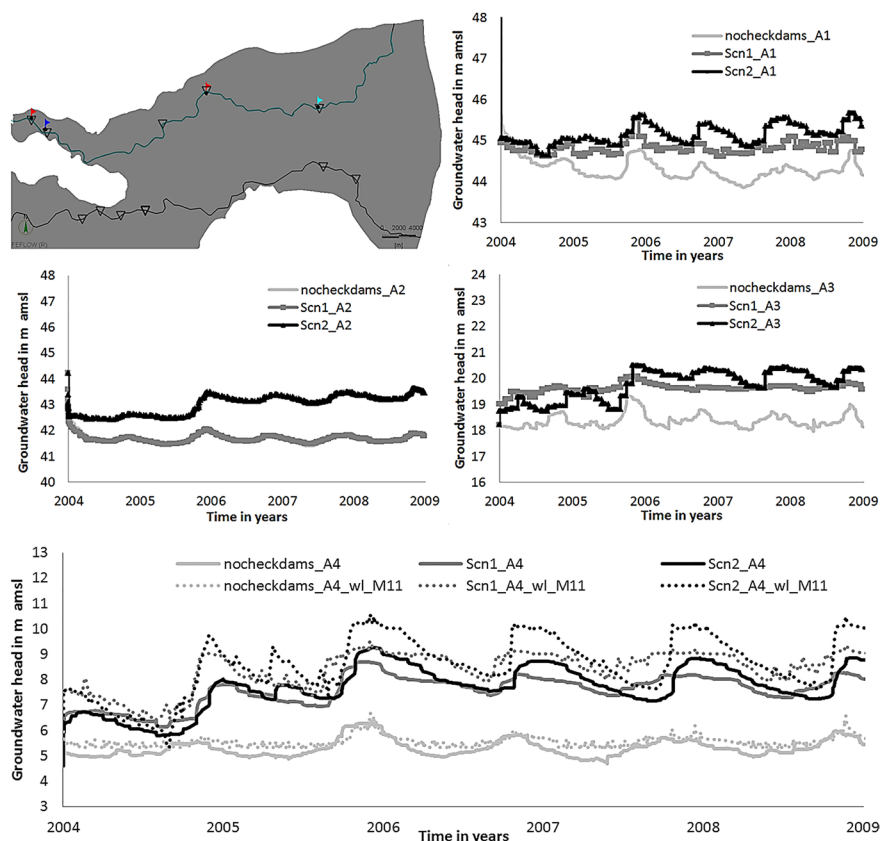 FEFLOW (R)
2000 4000
[m]
Groundwater head in m amsl
48
47
46
45
44
43
2004 2005 2006 2007 2008 2009
Time in years
nocheckdams_A1
Scn1_A1
Scn2_A1
Groundwater head in m amsl
48
47
46
45
44
43
42
41
40
2004 2005 2006 2007 2008 2009
Time in years
nocheckdams_A2
Scn1_A2
Scn2_A2
Groundwater head in m amsl
24
23
22
21
20
19
18
17
16
2004 2005 2006 2007 2008 2009
Time in years
nocheckdams_A3
Scn1_A3
Scn2_A3
Groundwater head in m amsl
13
12
11
10
9
8
7
6
5
4
3
2004 2005 2006 2007 2008 2009
Time in years
nocheckdams_A4 Scn1_A4 Scn2_A4
nocheckdams_A4_wl_M11 Scn1_A4_wl_M11 Scn2_A4_wl_M11